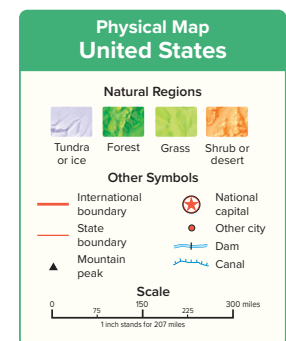 Physical Map
United States
Natural Regions
Tundra
or ice
Forest
Grass
Shrub or
desert
Other Symbols
International
boundary
State
boundary
Mountain
peak
National
capital
Other city
Dam
Canal
Scale
0 150 300 miles
75 225
1 inch stands for 207 miles